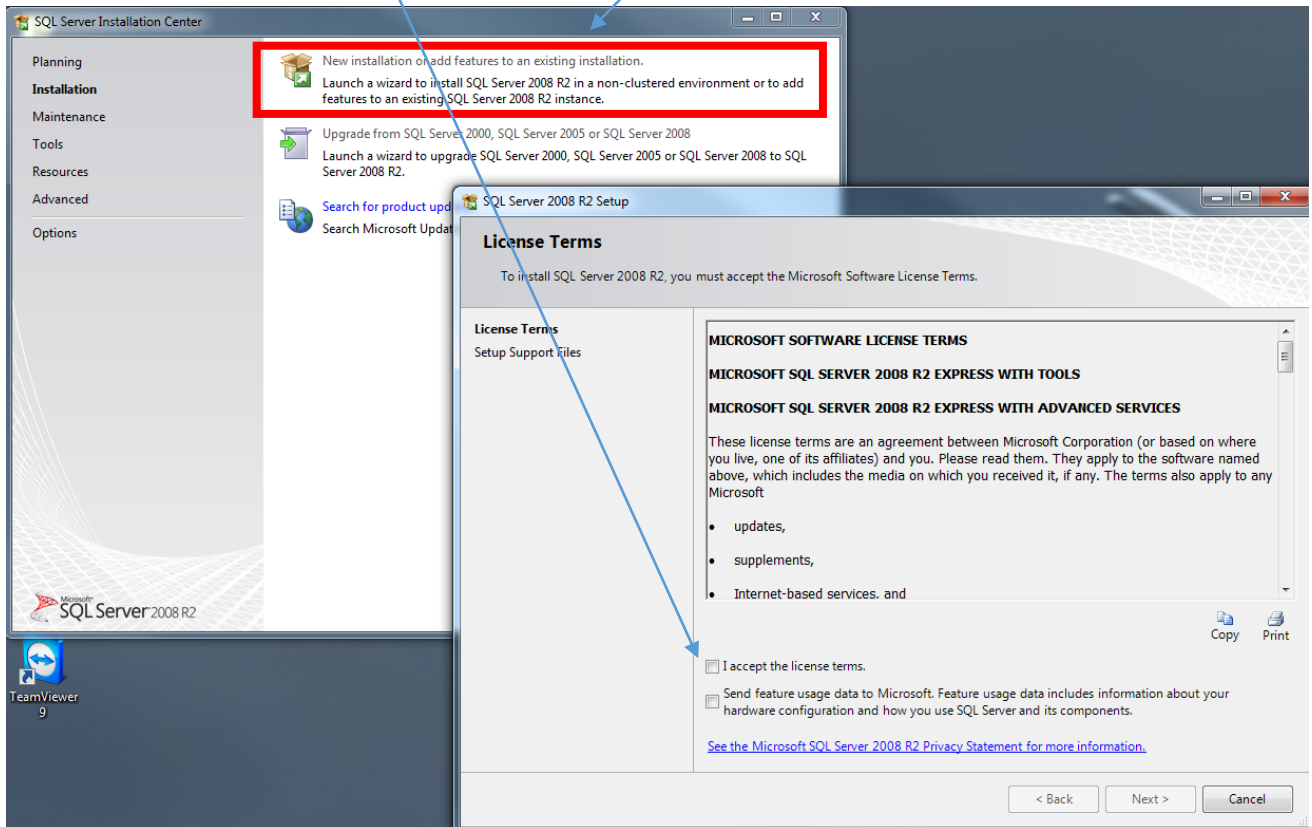 SQL Server Installation Center
Planning
Installation
Maintenance
Tools
Resources
Advanced
Options
New installation or add features to an existing installation.
Launch a wizard to install SQL Server 2008 R2 in a non-clustered environment or to add
features to an existing SQL Server 2008 R2 instance.
Upgrade from SQL Server 2000, SQL Server 2005 or SQL Server 2008
Launch a wizard to upgrade SQL Server 2000, SQL Server 2005 or SQL Server 2008 to SQL
Server 2008 R2.
Search for product upd
Search Microsoft Updat
Microsoft
SQL Server 2008 R2
TeamViewer
9
SQL Server 2008 R2 Setup
License Terms
To install SQL Server 2008 R2, you must accept the Microsoft Software License Terms.
License Terms
Setup Support Files
MICROSOFT SOFTWARE LICENSE TERMS
MICROSOFT SQL SERVER 2008 R2 EXPRESS WITH TOOLS
MICROSOFT SQL SERVER 2008 R2 EXPRESS WITH ADVANCED SERVICES
These license terms are an agreement between Microsoft Corporation (or based on where
you live, one of its affiliates) and you. Please read them. They apply to the software named
above, which includes the media on which you received it, if any. The terms also apply to any
Microsoft
• updates,
• supplements,
• Internet-based services, and
Copy
Print
I accept the license terms.
Send feature usage data to Microsoft. Feature usage data includes information about your
hardware configuration and how you use SQL Server and its components.
See the Microsoft SQL Server 2008 R2 Privacy Statement for more information.
< Back
Next >
Cancel